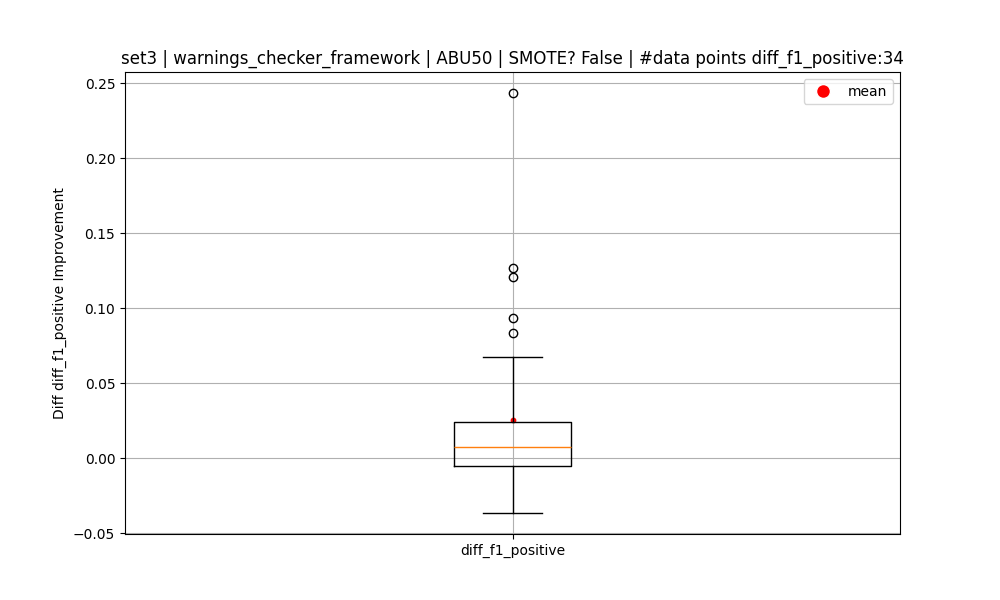 set3 | warnings_checker_framework | ABU50 | SMOTE? False | #data points diff_f1_positive:34
mean
0.25
0.20
0.15
0.10
0.05
0.00
−0.05
Diff diff_f1_positive Improvement
diff_f1_positive